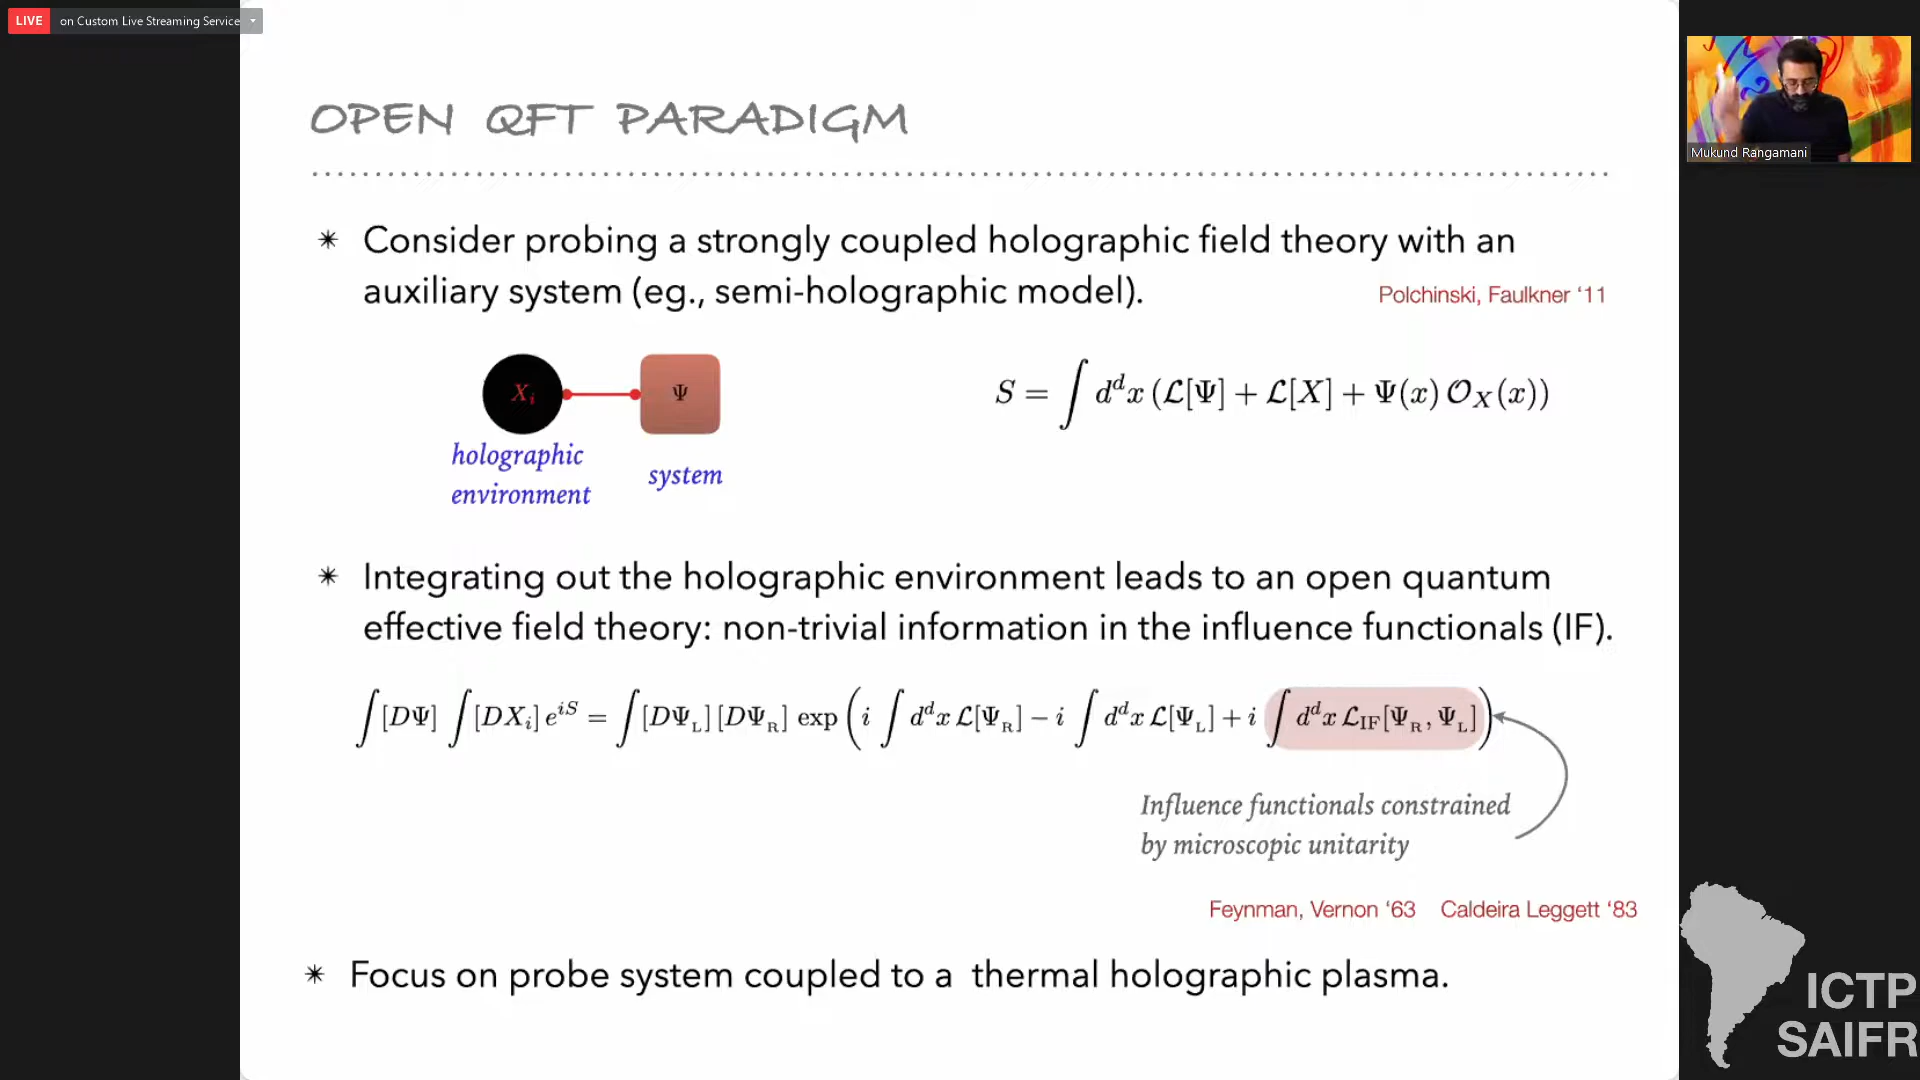 LIVE on Custom Live Streaming Service
OPEN QFT PARADIGM
✴ Consider probing a strongly coupled holographic field theory with an
auxiliary system (eg., semi-holographic model).
Polchinski, Faulkner ‘11
X_i
Ψ
S = ∫ d^d x (ℒ[Ψ] + ℒ[X] + Ψ(x) 𝒪_X(x))
holographic
environment
system
✴ Integrating out the holographic environment leads to an open quantum
effective field theory: non-trivial information in the influence functionals (IF).
∫[DΨ] ∫[DX_i] e^{iS} = ∫[DΨ_L] [DΨ_R] exp (i ∫ d^d x ℒ[Ψ_R] − i ∫ d^d x ℒ[Ψ_L] + i ∫ d^d x ℒ_IF[Ψ_R, Ψ_L])
Influence functionals constrained
by microscopic unitarity
Feynman, Vernon ‘63 Caldeira Leggett ‘83
✴ Focus on probe system coupled to a thermal holographic plasma.
Mukund Rangamani
ICTP
SAIFR